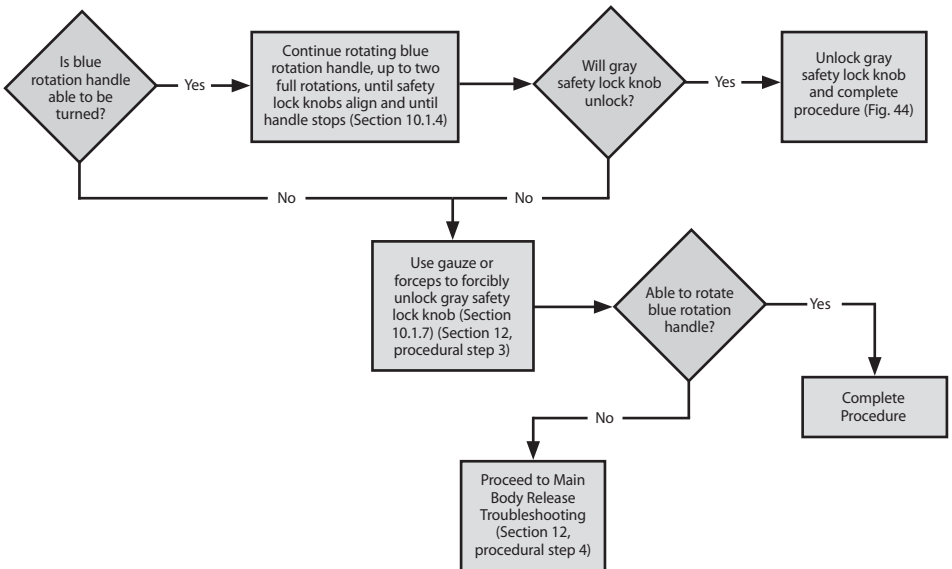 Is blue
rotation handle
able to be
turned?
Yes
Continue rotating blue
rotation handle, up to two
full rotations, until safety
lock knobs align and until
handle stops (Section 10.1.4)
Will gray
safety lock knob
unlock?
Yes
Unlock gray
safety lock knob
and complete
procedure (Fig. 44)
No
No
Use gauze or
forceps to forcibly
unlock gray safety
lock knob (Section
10.1.7) (Section 12,
procedural step 3)
Able to rotate
blue rotation
handle?
Yes
Complete
Procedure
No
Proceed to Main
Body Release
Troubleshooting
(Section 12,
procedural step 4)